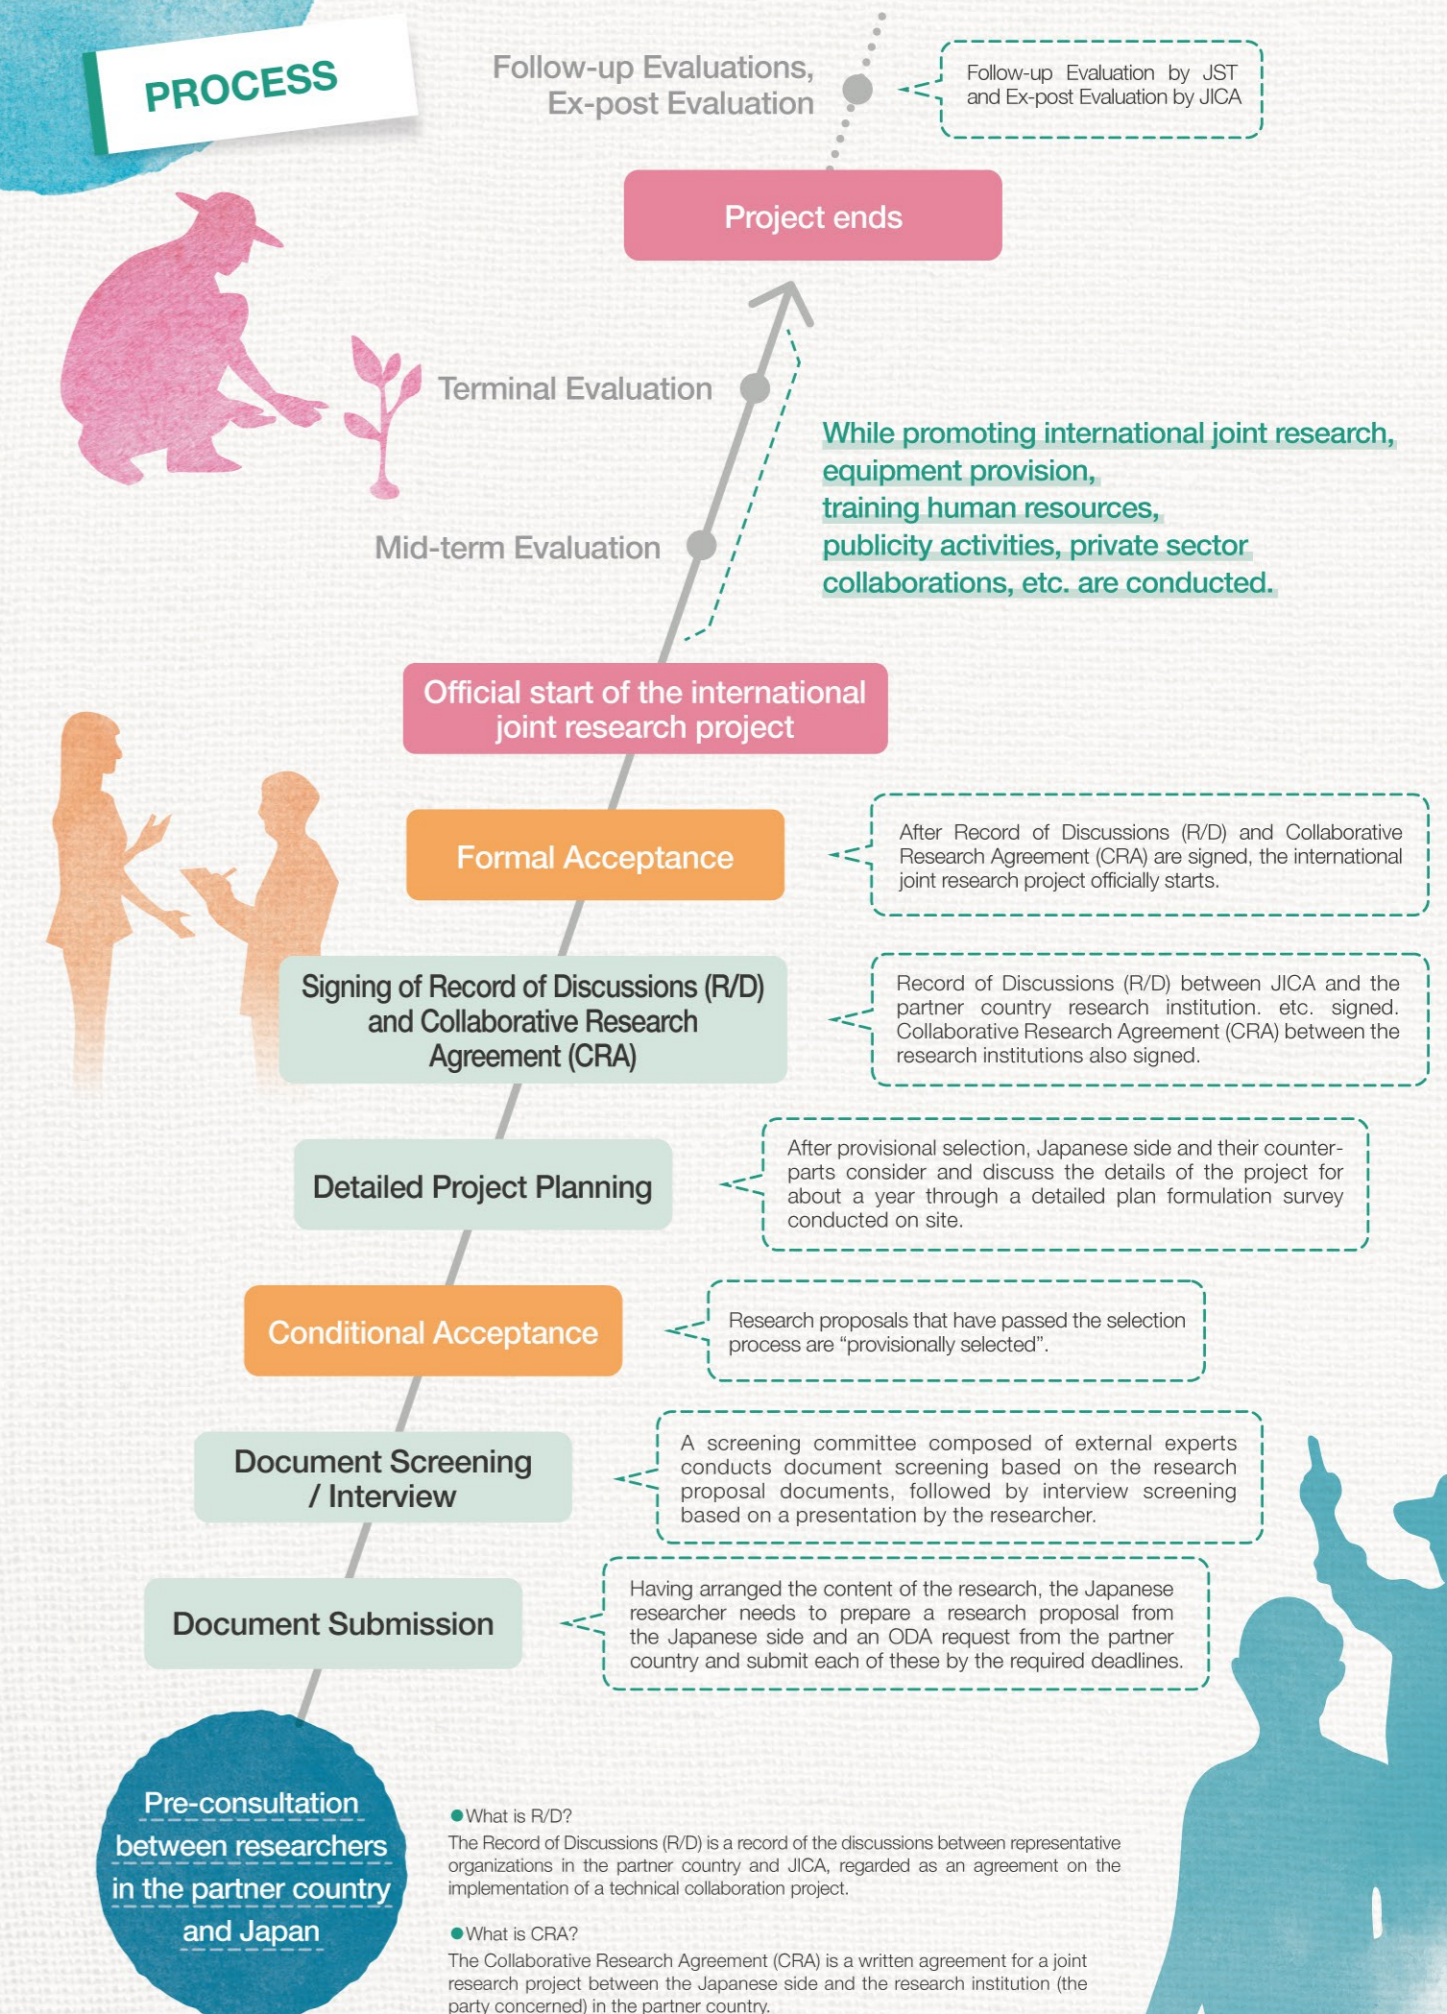 PROCESS
Follow-up Evaluations,
Ex-post Evaluation
Follow-up Evaluation by JST
and Ex-post Evaluation by JICA
Project ends
Terminal Evaluation
While promoting international joint research,
equipment provision,
training human resources,
publicity activities, private sector
collaborations, etc. are conducted.
Mid-term Evaluation
Official start of the international
joint research project
Formal Acceptance
After Record of Discussions (R/D) and Collaborative
Research Agreement (CRA) are signed, the international
joint research project officially starts.
Signing of Record of Discussions (R/D)
and Collaborative Research
Agreement (CRA)
Record of Discussions (R/D) between JICA and the
partner country research institution. etc. signed.
Collaborative Research Agreement (CRA) between the
research institutions also signed.
Detailed Project Planning
After provisional selection, Japanese side and their counter-
parts consider and discuss the details of the project for
about a year through a detailed plan formulation survey
conducted on site.
Conditional Acceptance
Research proposals that have passed the selection
process are “provisionally selected”.
Document Screening
/ Interview
A screening committee composed of external experts
conducts document screening based on the research
proposal documents, followed by interview screening
based on a presentation by the researcher.
Document Submission
Having arranged the content of the research, the Japanese
researcher needs to prepare a research proposal from
the Japanese side and an ODA request from the partner
country and submit each of these by the required deadlines.
Pre-consultation
between researchers
in the partner country
and Japan
●What is R/D?
The Record of Discussions (R/D) is a record of the discussions between representative
organizations in the partner country and JICA, regarded as an agreement on the
implementation of a technical collaboration project.
●What is CRA?
The Collaborative Research Agreement (CRA) is a written agreement for a joint
research project between the Japanese side and the research institution (the
party concerned) in the partner country.